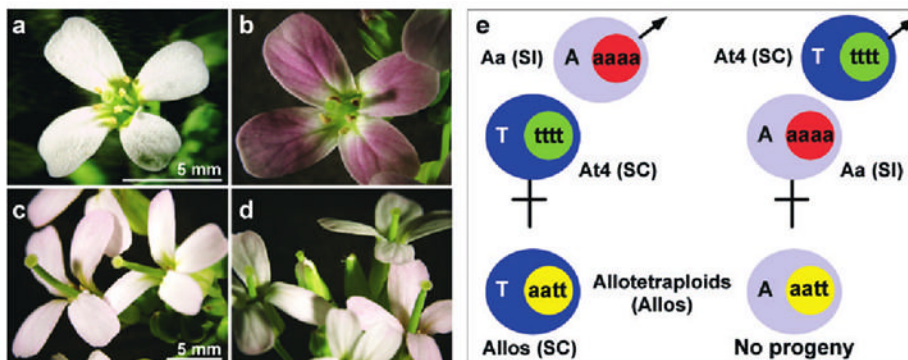 a
b
5 mm
c
d
5 mm
e
Aa (SI)
A
aaaa
T
tttt
At4 (SC)
T
aatt
Allos (SC)
Allotetraploids
(Allos)
At4 (SC)
T
tttt
A
aaaa
Aa (SI)
A
aatt
No progeny